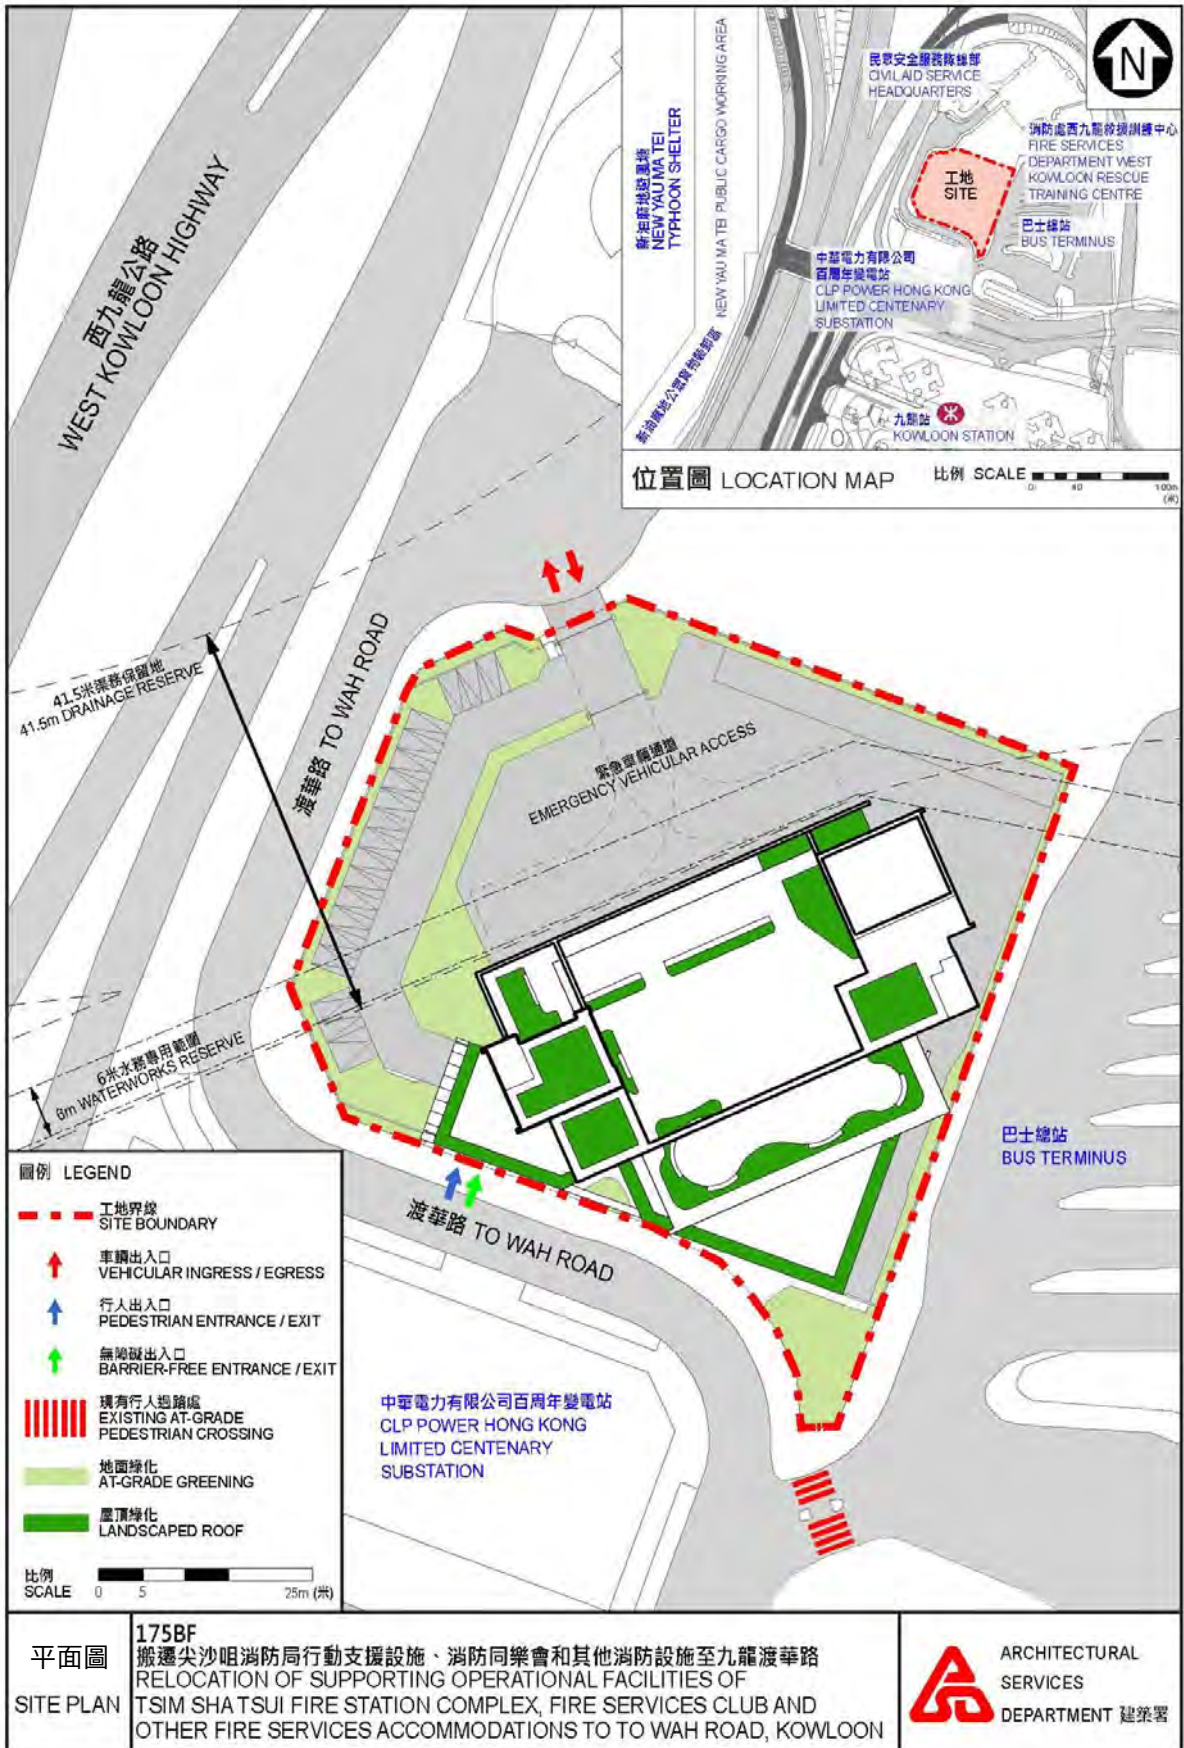 西九龍公路
WEST KOWLOON HIGHWAY
新油麻地避風塘
NEW YAU MA TEI
TYPHOON SHELTER
NEW YAU MA TEI PUBLIC CARGO WORKING AREA
新油麻地公眾貨物裝卸區
民眾安全服務隊總部
CIVIL AID SERVICE
HEADQUARTERS
N
消防處西九龍救援訓練中心
FIRE SERVICES
DEPARTMENT WEST
KOWLOON RESCUE
TRAINING CENTRE
工地
SITE
巴士總站
BUS TERMINUS
中華電力有限公司
百周年變電站
CLP POWER HONG KONG
LIMITED CENTENARY
SUBSTATION
九龍站
KOWLOON STATION
位置圖 LOCATION MAP
比例 SCALE
0 40 100m
(米)
41.5米渠務保留地
41.5m DRAINAGE RESERVE
渡華路 TO WAH ROAD
緊急車輛通道
EMERGENCY VEHICULAR ACCESS
6米水務專用範圍
6m WATERWORKS RESERVE
巴士總站
BUS TERMINUS
渡華路 TO WAH ROAD
中華電力有限公司百周年變電站
CLP POWER HONG KONG
LIMITED CENTENARY
SUBSTATION
圖例 LEGEND
工地界線
SITE BOUNDARY
車輛出入口
VEHICULAR INGRESS / EGRESS
行人出入口
PEDESTRIAN ENTRANCE / EXIT
無障礙出入口
BARRIER-FREE ENTRANCE / EXIT
現有行人過路處
EXISTING AT-GRADE
PEDESTRIAN CROSSING
地面綠化
AT-GRADE GREENING
屋頂綠化
LANDSCAPED ROOF
比例
SCALE
0 5 25m (米)
平面圖
SITE PLAN
175BF
搬遷尖沙咀消防局行動支援設施、消防同樂會和其他消防設施至九龍渡華路
RELOCATION OF SUPPORTING OPERATIONAL FACILITIES OF
TSIM SHA TSUI FIRE STATION COMPLEX, FIRE SERVICES CLUB AND
OTHER FIRE SERVICES ACCOMMODATIONS TO TO WAH ROAD, KOWLOON
ARCHITECTURAL
SERVICES
DEPARTMENT 建築署